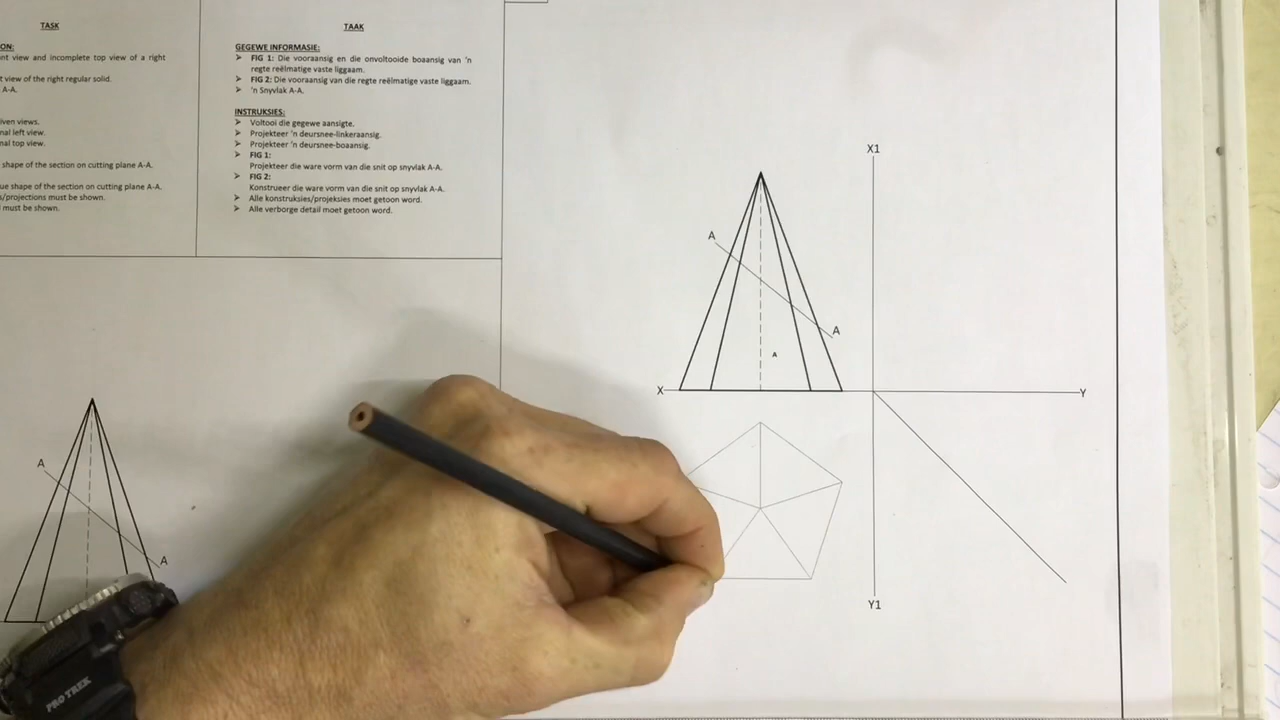 TASK
ON:
nt view and incomplete top view of a right
t view of the right regular solid.
A-A.
iven views.
nal left view.
nal top view.
shape of the section on cutting plane A-A.
ue shape of the section on cutting plane A-A.
s/projections must be shown.
must be shown.
TAAK
GEGEWE INFORMASIE:
➢ FIG 1: Die vooraansig en die onvoltooide boaansig van 'n
regte reëlmatige vaste liggaam.
➢ FIG 2: Die vooraansig van die regte reëlmatige vaste liggaam.
➢ 'n Snyvlak A-A.
INSTRUKSIES:
➢ Voltooi die gegewe aansigte.
➢ Projekteer 'n deursnee-linkeraansig.
➢ Projekteer 'n deursnee-boaansig.
➢ FIG 1:
Projekteer die ware vorm van die snit op snyvlak A-A.
➢ FIG 2:
Konstrueer die ware vorm van die snit op snyvlak A-A.
➢ Alle konstruksies/projeksies moet getoon word.
➢ Alle verborge detail moet getoon word.
X1
A
A
A
X
Y
Y1
A
A
PRO TREK